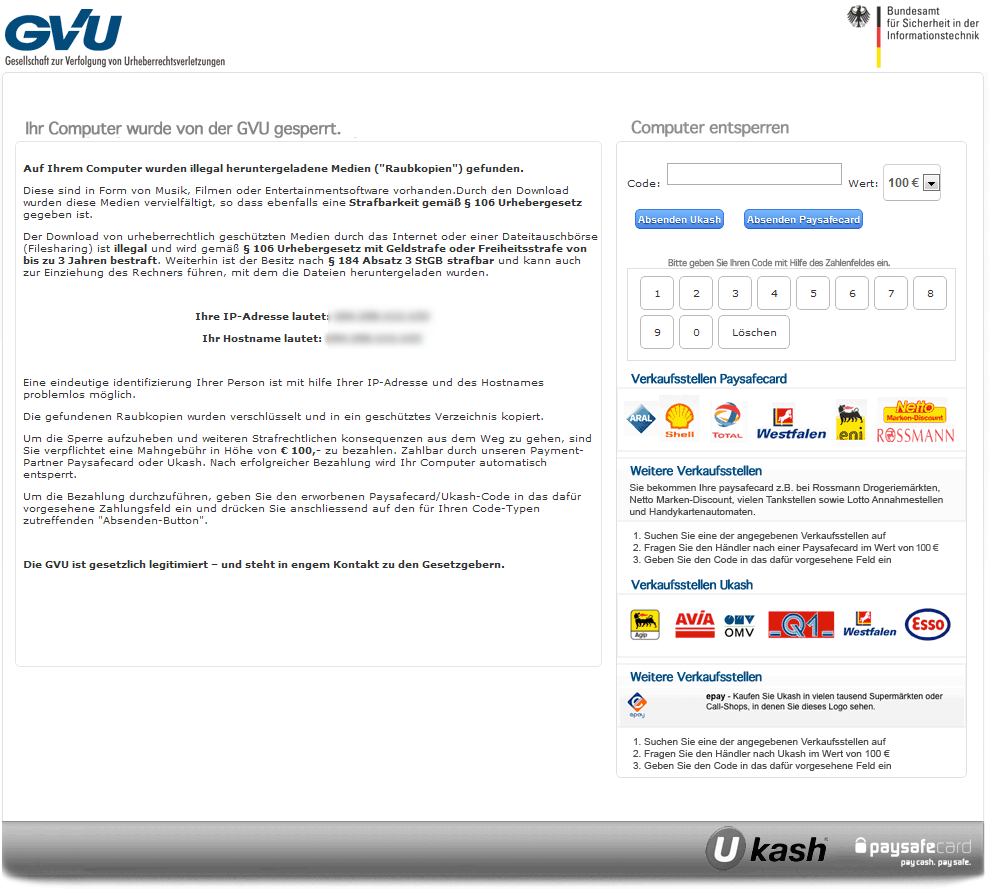 GVU
Gesellschaft zur Verfolgung von Urheberrechtsverletzungen
Bundesamt
für Sicherheit in der
Informationstechnik
Ihr Computer wurde von der GVU gesperrt.
Auf Ihrem Computer wurden illegal heruntergeladene Medien ("Raubkopien") gefunden.
Diese sind in Form von Musik, Filmen oder Entertainmentsoftware vorhanden.Durch den Download
wurden diese Medien vervielfältigt, so dass ebenfalls eine Strafbarkeit gemäß § 106 Urhebergesetz
gegeben ist.
Der Download von urheberrechtlich geschützten Medien durch das Internet oder einer Dateitauschbörse
(Filesharing) ist illegal und wird gemäß § 106 Urhebergesetz mit Geldstrafe oder Freiheitsstrafe von
bis zu 3 Jahren bestraft. Weiterhin ist der Besitz nach § 184 Absatz 3 StGB strafbar und kann auch
zur Einziehung des Rechners führen, mit dem die Dateien heruntergeladen wurden.
Ihre IP-Adresse lautet:
Ihr Hostname lautet:
Eine eindeutige identifizierung Ihrer Person ist mit hilfe Ihrer IP-Adresse und des Hostnames
problemlos möglich.
Die gefundenen Raubkopien wurden verschlüsselt und in ein geschütztes Verzeichnis kopiert.
Um die Sperre aufzuheben und weiteren Strafrechtlichen konsequenzen aus dem Weg zu gehen, sind
Sie verpflichtet eine Mahngebühr in Höhe von € 100,- zu bezahlen. Zahlbar durch unseren Payment-
Partner Paysafecard oder Ukash. Nach erfolgreicher Bezahlung wird Ihr Computer automatisch
entsperrt.
Um die Bezahlung durchzuführen, geben Sie den erworbenen Paysafecard/Ukash-Code in das dafür
vorgesehene Zahlungsfeld ein und drücken Sie anschliessend auf den für Ihren Code-Typen
zutreffenden "Absenden-Button".
Die GVU ist gesetzlich legitimiert – und steht in engem Kontakt zu den Gesetzgebern.
Computer entsperren
Code: Wert: 100 €
Absenden Ukash Absenden Paysafecard
Bitte geben Sie Ihren Code mit Hilfe des Zahlenfeldes ein.
1 2 3 4 5 6 7 8
9 0 Löschen
Verkaufsstellen Paysafecard
ARAL Shell TOTAL Westfalen eni Netto Marken-Discount ROSSMANN
Weitere Verkaufsstellen
Sie bekommen Ihre paysafecard z.B. bei Rossmann Drogeriemärkten,
Netto Marken-Discount, vielen Tankstellen sowie Lotto Annahmestellen
und Handykartenautomaten.
1. Suchen Sie eine der angegebenen Verkaufsstellen auf
2. Fragen Sie den Händler nach einer Paysafecard im Wert von 100 €
3. Geben Sie den Code in das dafür vorgesehene Feld ein
Verkaufsstellen Ukash
Agip AVIA OMV OMV Q1 Westfalen Esso
Weitere Verkaufsstellen
epay
epay - Kaufen Sie Ukash in vielen tausend Supermärkten oder
Call-Shops, in denen Sie dieses Logo sehen.
1. Suchen Sie eine der angegebenen Verkaufsstellen auf
2. Fragen Sie den Händler nach Ukash im Wert von 100 €
3. Geben Sie den Code in das dafür vorgesehene Feld ein
Ukash paysafecard
pay cash. pay safe.